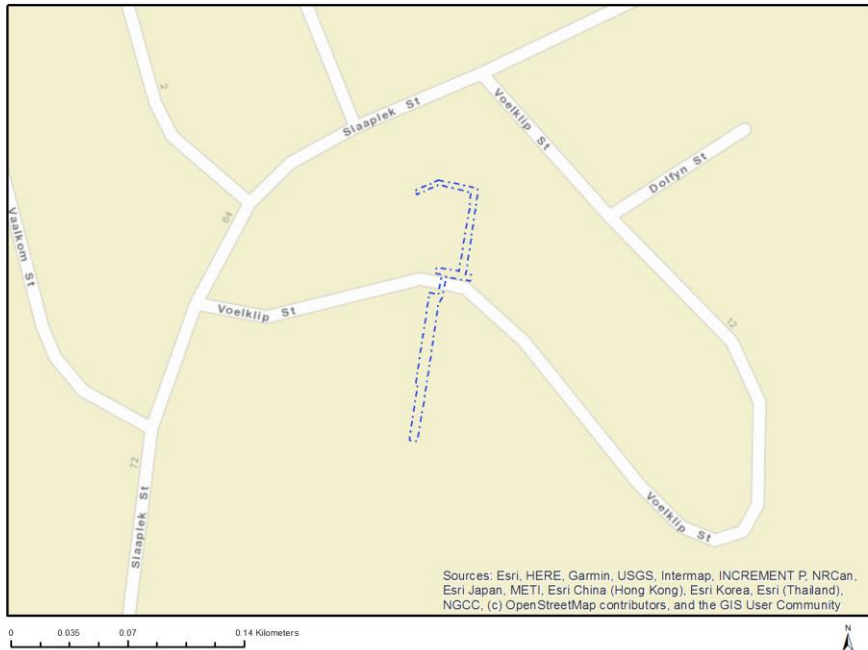 Slaaplek St
Voelklip St
Dolfyn St
2
64
Vaalkom St
Voelklip St
12
72
Slaaplek St
Voelklip St
Sources: Esri, HERE, Garmin, USGS, Intermap, INCREMENT P, NRCan,
Esri Japan, METI, Esri China (Hong Kong), Esri Korea, Esri (Thailand),
NGCC, (c) OpenStreetMap contributors, and the GIS User Community
0 0.035 0.07 0.14 Kilometers
N